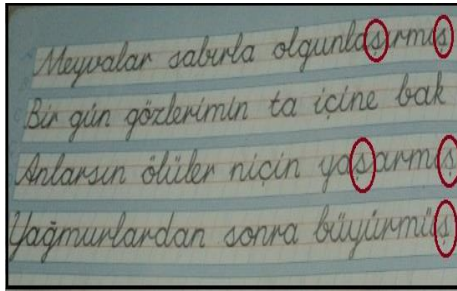 Meyvalar sabırla olgunlaşırmış
Bir gün gözlerimin ta içine bak
Anlarsın ölüler niçin yaşarmış
Yağmurlardan sonra büyürmüş